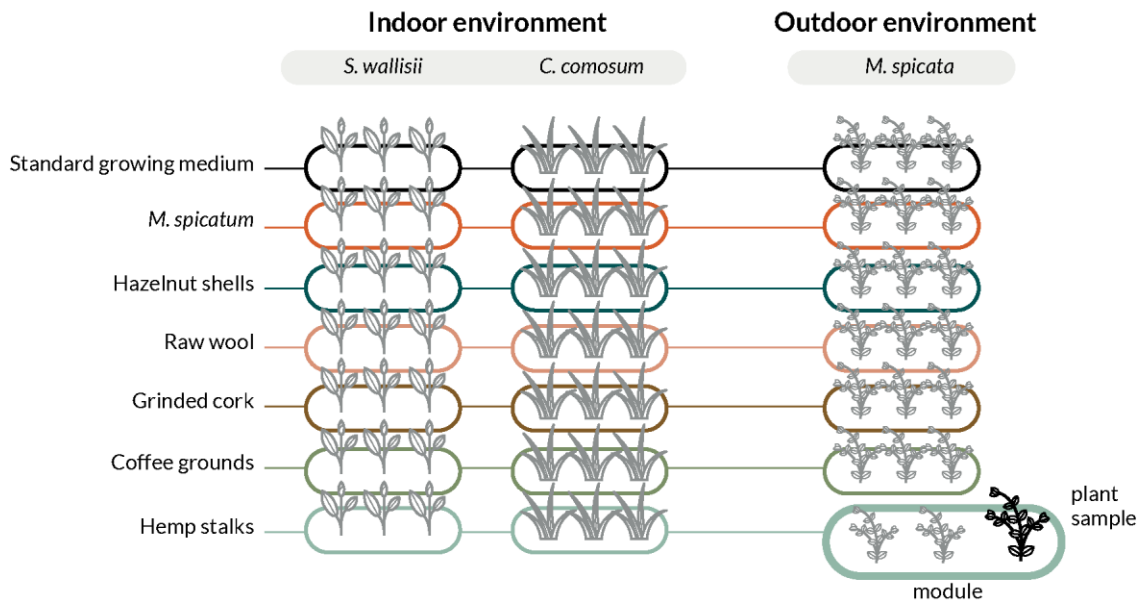 Indoor environment
Outdoor environment
S. wallisii
C. comosum
M. spicata
Standard growing medium
M. spicatum
Hazelnut shells
Raw wool
Grinded cork
Coffee grounds
Hemp stalks
plant
sample
module